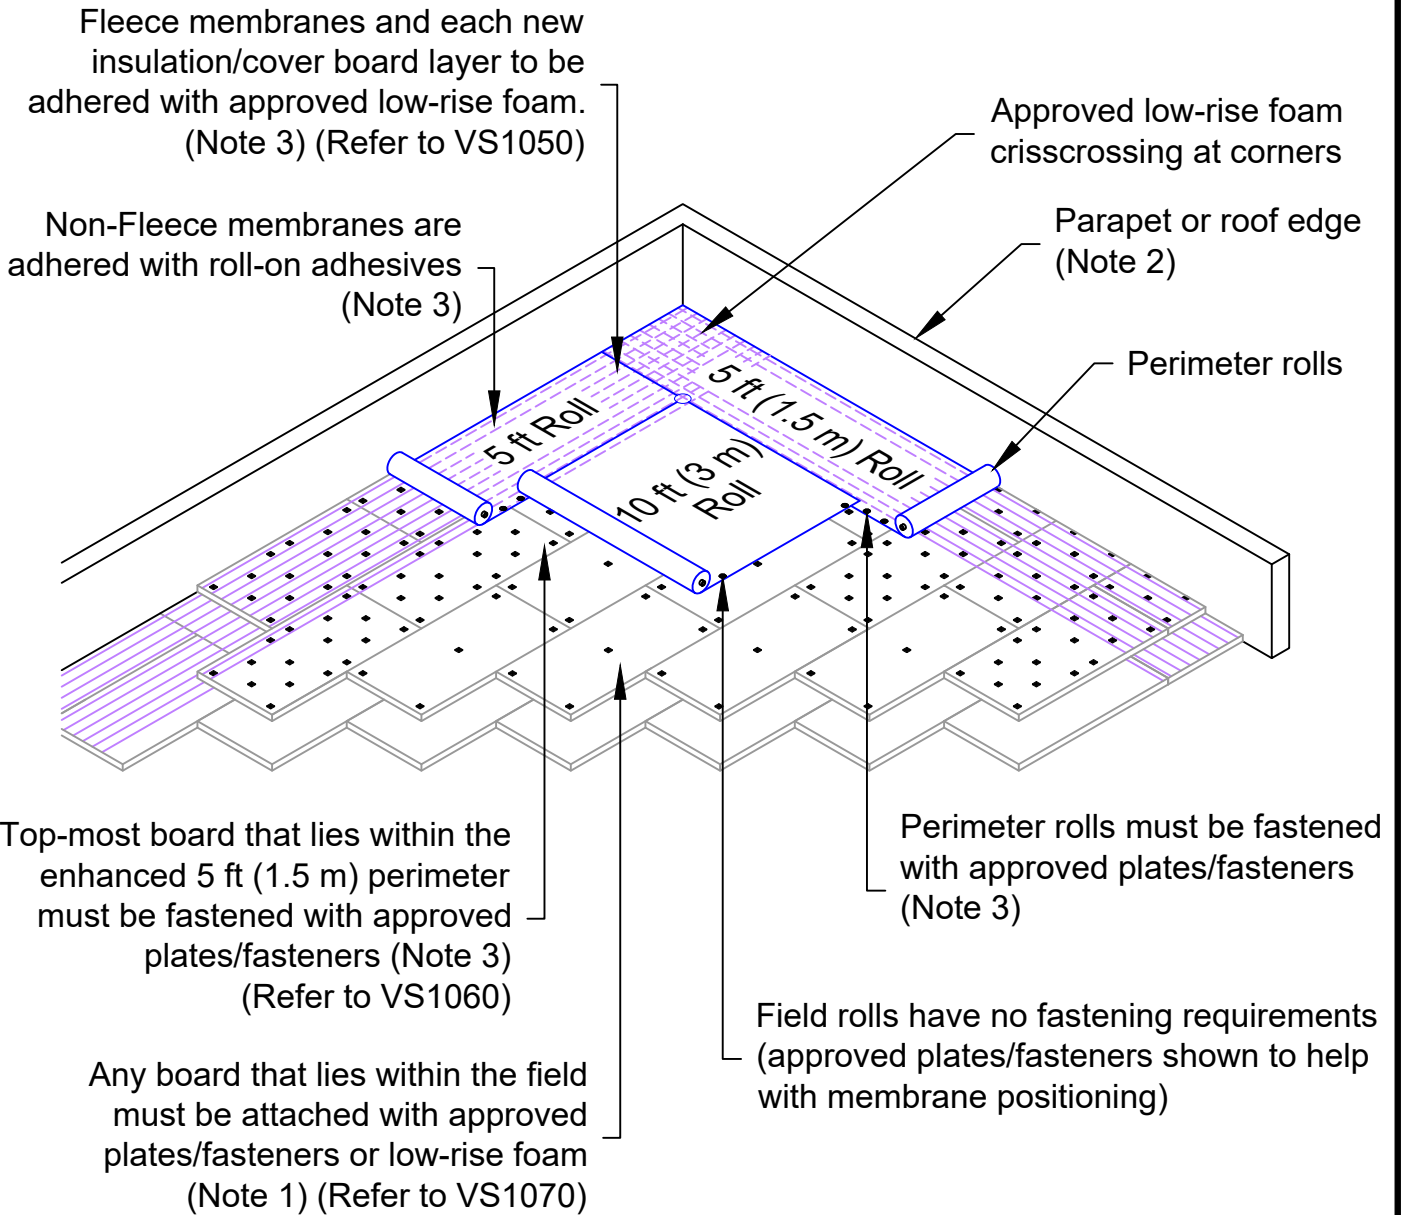 Fleece membranes and each new
insulation/cover board layer to be
adhered with approved low-rise foam.
(Note 3) (Refer to VS1050)
Approved low-rise foam
crisscrossing at corners
Non-Fleece membranes are
adhered with roll-on adhesives
(Note 3)
Parapet or roof edge
(Note 2)
Perimeter rolls
5 ft Roll
5 ft (1.5 m) Roll
10 ft (3 m)
Roll
Top-most board that lies within the
enhanced 5 ft (1.5 m) perimeter
must be fastened with approved
plates/fasteners (Note 3)
(Refer to VS1060)
Perimeter rolls must be fastened
with approved plates/fasteners
(Note 3)
Any board that lies within the field
must be attached with approved
plates/fasteners or low-rise foam
(Note 1) (Refer to VS1070)
Field rolls have no fastening requirements
(approved plates/fasteners shown to help
with membrane positioning)